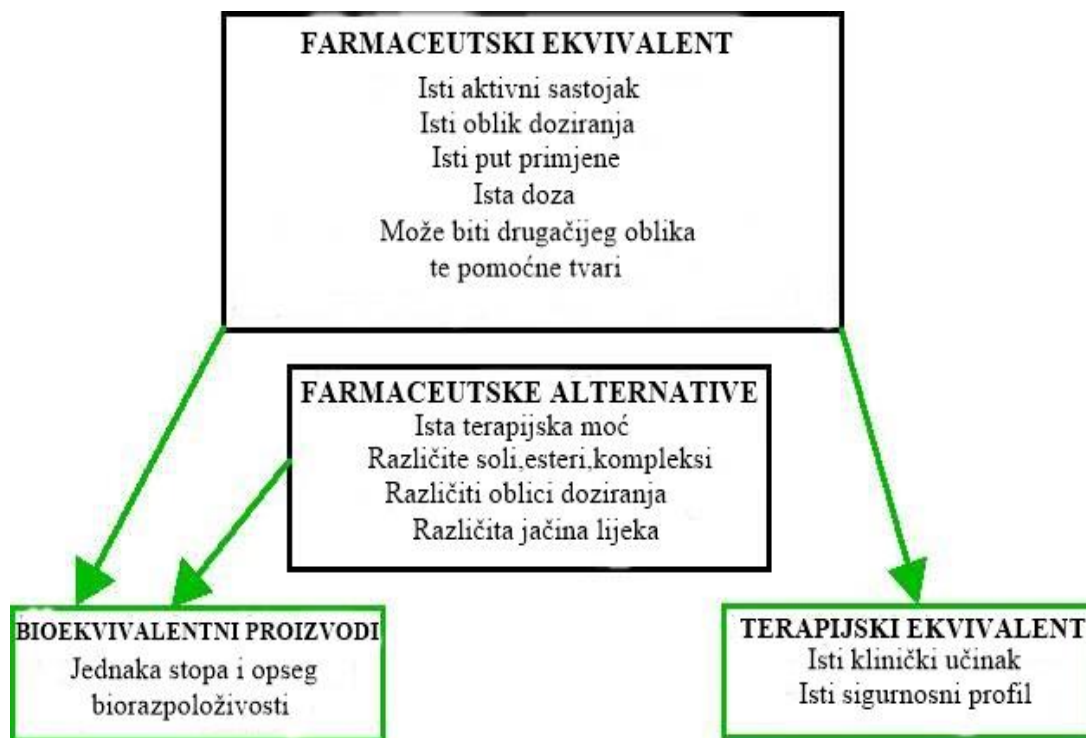 FARMACEUTSKI EKVIVALENT
Isti aktivni sastojak
Isti oblik doziranja
Isti put primjene
Ista doza
Može biti drugačijeg oblika
te pomoćne tvari
FARMACEUTSKE ALTERNATIVE
Ista terapijska moć
Različite soli,esteri,kompleksi
Različiti oblici doziranja
Različita jačina lijeka
BIOEKVIVALENTNI PROIZVODI
Jednaka stopa i opseg
biorazpoloživosti
TERAPIJSKI EKVIVALENT
Isti klinički učinak
Isti sigurnosni profil